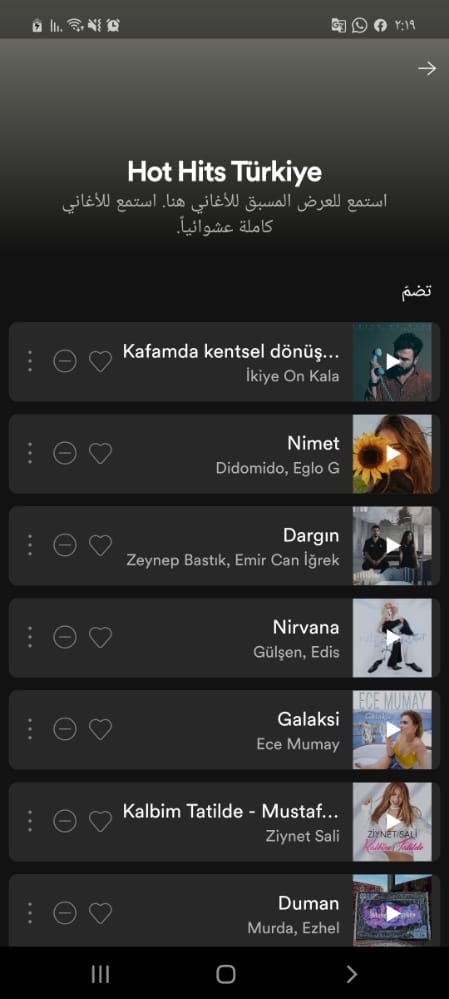 ٢:١٩
Hot Hits Türkiye
استمع للعرض المسبق للأغاني هنا. استمع للأغاني
كاملة عشوائياً.
تضمّ
Kafamda kentsel dönüş...
İkiye On Kala
Nimet
Didomido, Eglo G
Dargın
Zeynep Bastık, Emir Can İğrek
Nirvana
Gülşen, Edis
Galaksi
Ece Mumay
ECE MUMAY
Galaksi
Kalbim Tatilde - Mustaf...
Ziynet Sali
ZİYNET SALİ
Kalbim Tatilde
Duman
Murda, Ezhel